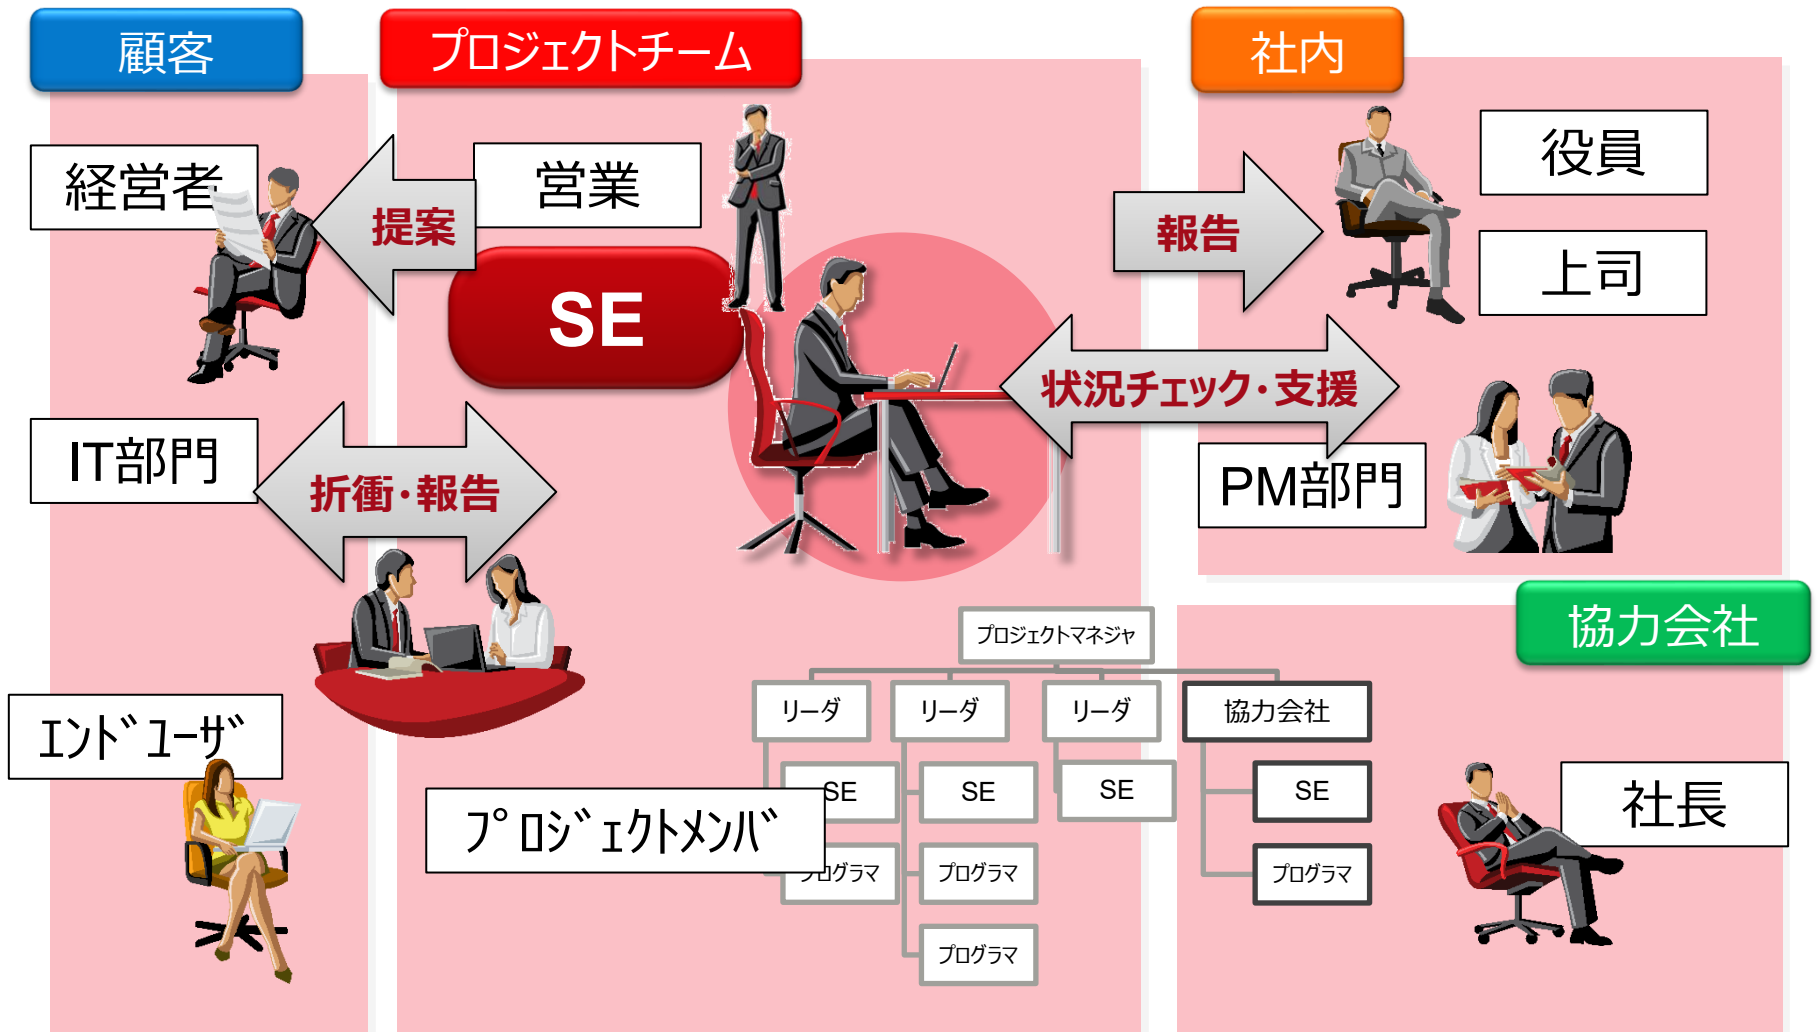 顧客
プロジェクトチーム
社内
経営者
提案
営業
報告
役員
上司
SE
状況チェック・支援
IT部門
折衝・報告
PM部門
協力会社
プロジェクトマネジャ
リーダ
リーダ
リーダ
協力会社
エンドユーザ
SE
SE
SE
SE
プロジェクトメンバ
社長
プログラマ
プログラマ
プログラマ
プログラマ